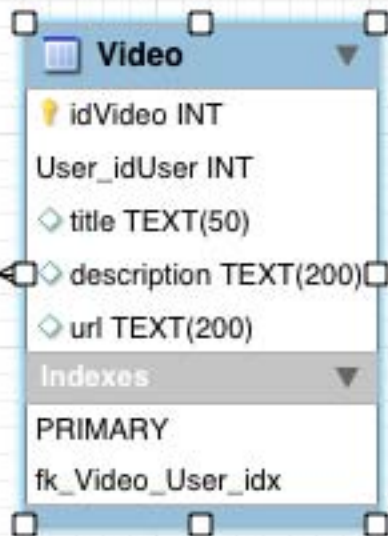 Video
idVideo INT
User_idUser INT
title TEXT(50)
description TEXT(200)
url TEXT(200)
Indexes
PRIMARY
fk_Video_User_idx